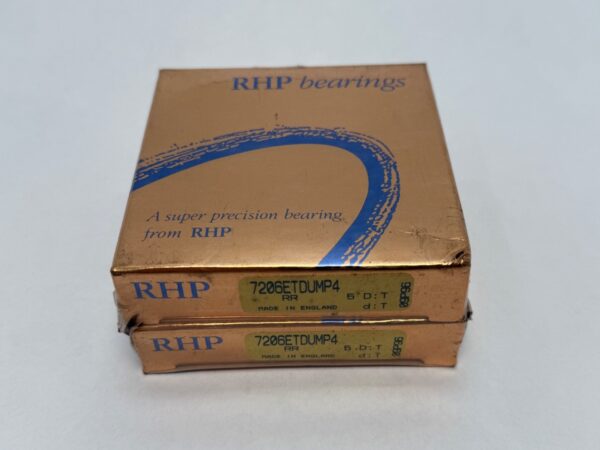 RHP bearings
A super precision bearing
from RHP
RHP
7206ETDUMP4
RR 6 D:T
MADE IN ENGLAND d:T
RHP
7206ETDUMP4
RR 6 D:T
MADE IN ENGLAND d:T